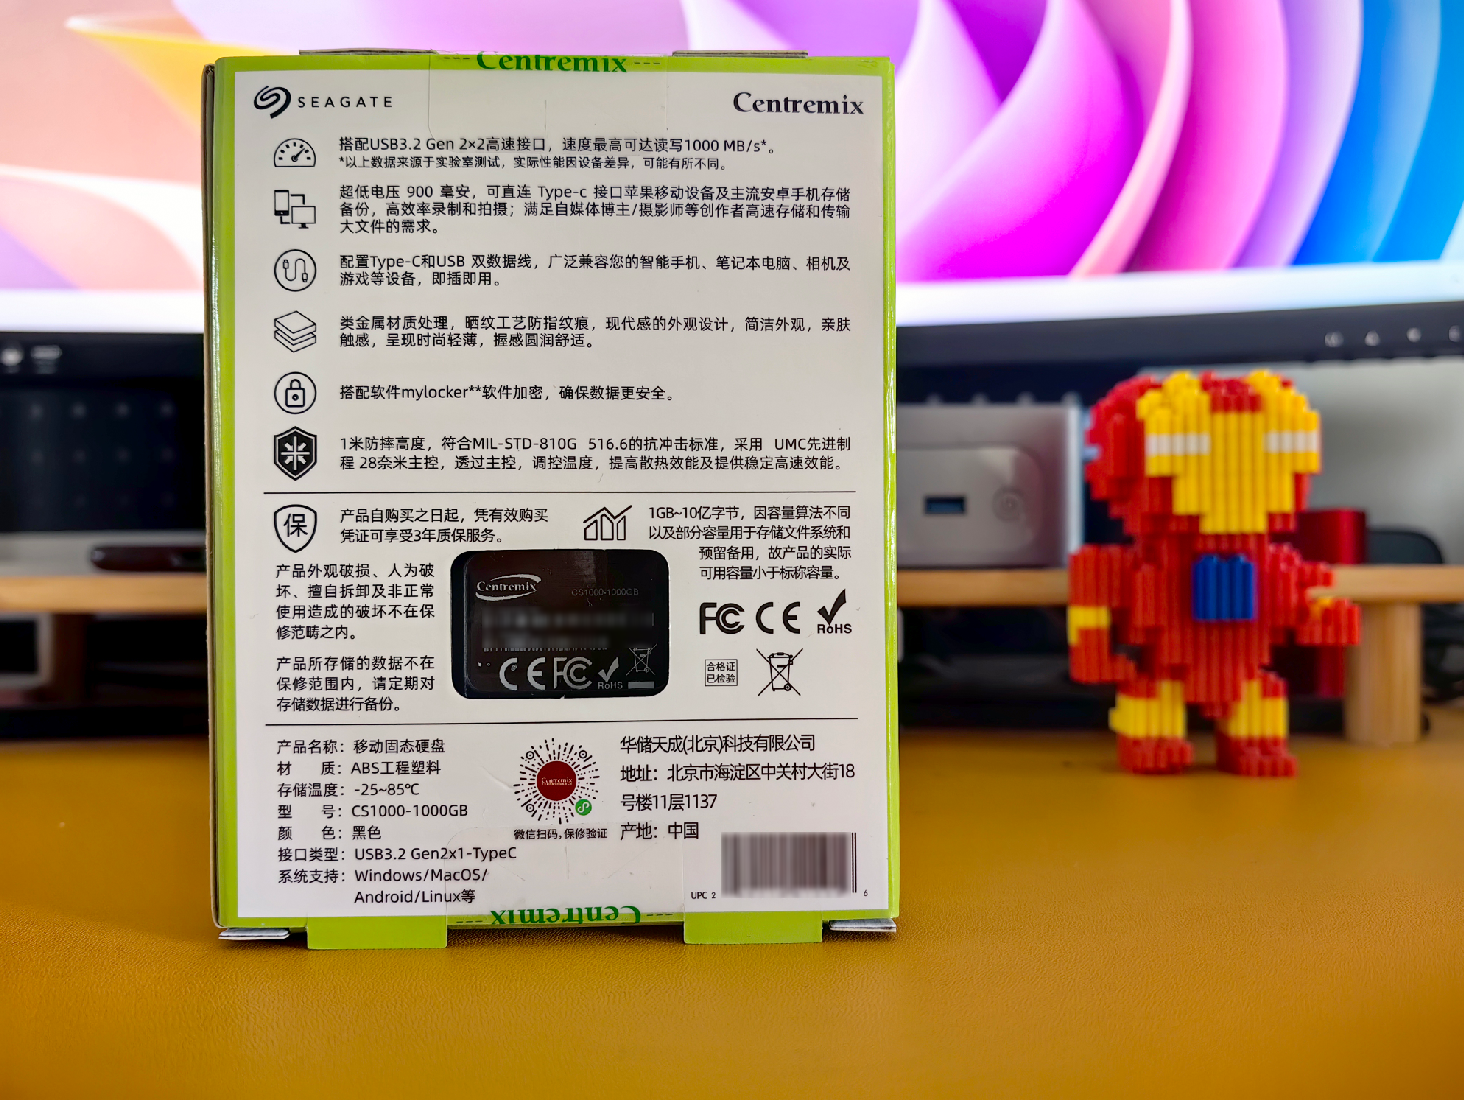 Centremix
SEAGATE
Centremix
搭配USB3.2 Gen 2×2高速接口，速度最高可达读写1000 MB/s*。
*以上数据来源于实验室测试，实际性能因设备差异，可能有所不同。
超低电压 900 毫安，可直连 Type-c 接口苹果移动设备及主流安卓手机存储
备份，高效率录制和拍摄；满足自媒体博主/摄影师等创作者高速存储和传输
大文件的需求。
配置Type-C和USB 双数据线，广泛兼容您的智能手机、笔记本电脑、相机及
游戏等设备，即插即用。
类金属材质处理，晒纹工艺防指纹痕，现代感的外观设计，简洁外观，亲肤
触感，呈现时尚轻薄，握感圆润舒适。
搭配软件mylocker**软件加密，确保数据更安全。
1米防摔高度，符合MIL-STD-810G 516.6的抗冲击标准，采用 UMC先进制
程 28奈米主控，透过主控，调控温度，提高散热效能及提供稳定高速效能。
保
产品自购买之日起，凭有效购买
凭证可享受3年质保服务。
产品外观破损、人为破
坏、擅自拆卸及非正常
使用造成的破坏不在保
修范畴之内。
产品所存储的数据不在
保修范围内，请定期对
存储数据进行备份。
Centremix
CS1000-1000GB
CE FC RoHS
1GB~10亿字节，因容量算法不同
以及部分容量用于存储文件系统和
预留备用，故产品的实际
可用容量小于标称容量。
FC CE RoHS
合格证
已检验
产品名称：移动固态硬盘
材 质：ABS工程塑料
存储温度：-25~85℃
型 号：CS1000-1000GB
颜 色：黑色
接口类型：USB3.2 Gen2x1-TypeC
系统支持：Windows/MacOS/
Android/Linux等
Centremix
微信扫码,保修验证
华储天成(北京)科技有限公司
地址：北京市海淀区中关村大街18
号楼11层1137
产地：中国
UPC 2
6
Centremix